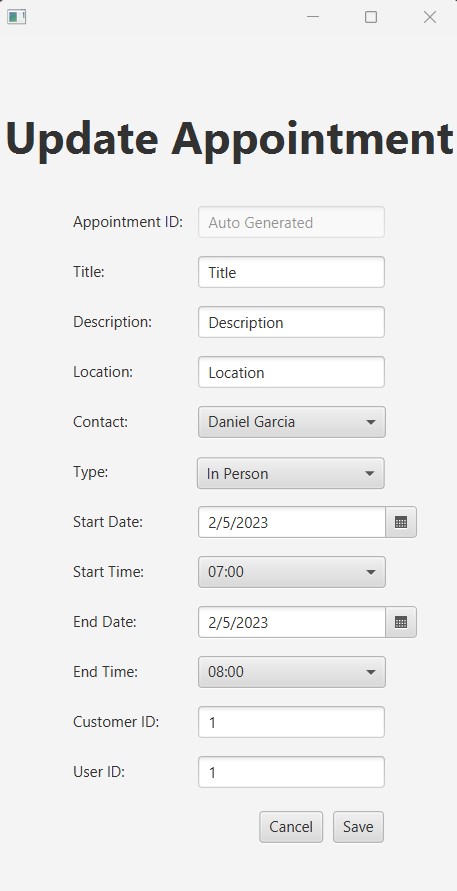 Update Appointment
Appointment ID: Auto Generated
Title: Title
Description: Description
Location: Location
Contact: Daniel Garcia
Type: In Person
Start Date: 2/5/2023
Start Time: 07:00
End Date: 2/5/2023
End Time: 08:00
Customer ID: 1
User ID: 1
Cancel Save